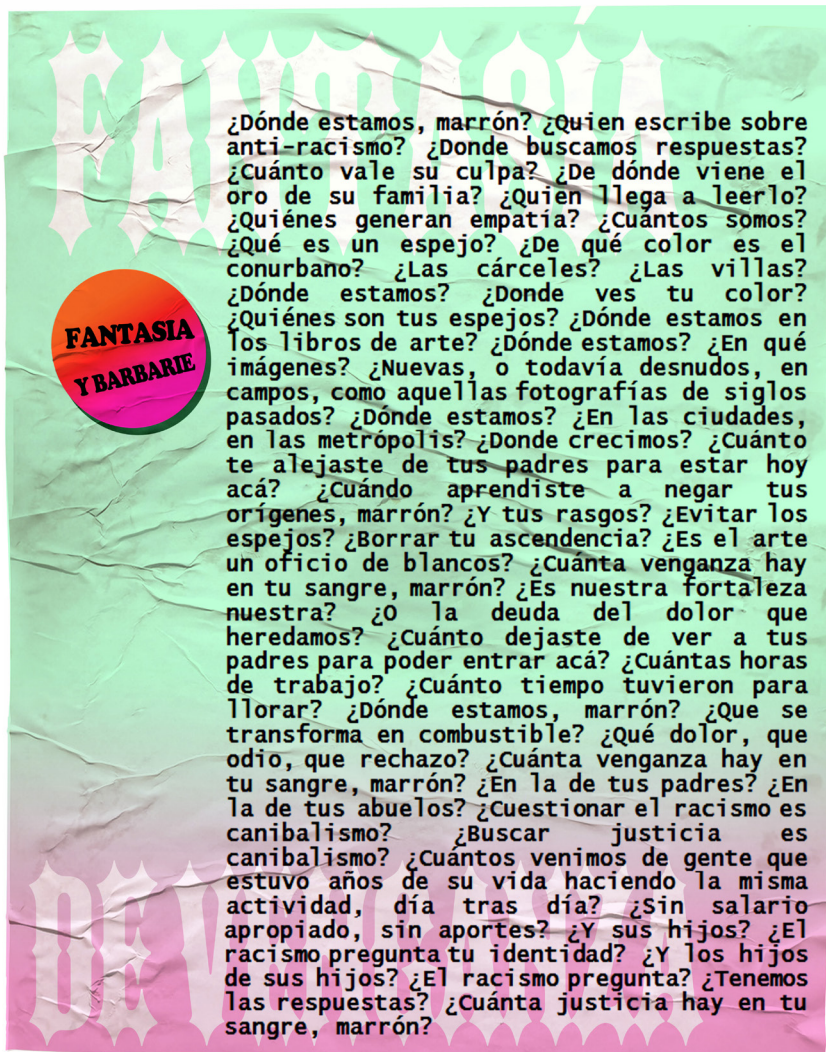 FANTASÍA
¿Dónde estamos, marrón? ¿Quien escribe sobre
anti-racismo? ¿Donde buscamos respuestas?
¿Cuánto vale su culpa? ¿De dónde viene el
oro de su familia? ¿Quien llega a leerlo?
¿Quiénes generan empatia? ¿Cuántos somos?
¿Qué es un espejo? ¿De qué color es el
conurbano? ¿Las cárceles? ¿Las villas?
¿Dónde estamos? ¿Donde ves tu color?
¿Quiénes son tus espejos? ¿Dónde estamos en
los libros de arte? ¿Dónde estamos? ¿En qué
imágenes? ¿Nuevas, o todavía desnudos, en
campos, como aquellas fotografías de siglos
pasados? ¿Dónde estamos? ¿En las ciudades,
en las metrópolis? ¿Donde crecimos? ¿Cuánto
te alejaste de tus padres para estar hoy
acá? ¿Cuándo aprendiste a negar tus
orígenes, marrón? ¿Y tus rasgos? ¿Evitar los
espejos? ¿Borrar tu ascendencia? ¿Es el arte
un oficio de blancos? ¿Cuánta venganza hay
en tu sangre, marrón? ¿Es nuestra fortaleza
nuestra? ¿O la deuda del dolor que
heredamos? ¿Cuánto dejaste de ver a tus
padres para poder entrar acá? ¿Cuántas horas
de trabajo? ¿Cuánto tiempo tuvieron para
llorar? ¿Dónde estamos, marrón? ¿Que se
transforma en combustible? ¿Qué dolor, que
odio, que rechazo? ¿Cuánta venganza hay en
tu sangre, marrón? ¿En la de tus padres? ¿En
la de tus abuelos? ¿Cuestionar el racismo es
canibalismo? ¿Buscar justicia es
canibalismo? ¿Cuántos venimos de gente que
estuvo años de su vida haciendo la misma
actividad, día tras día? ¿Sin salario
apropiado, sin aportes? ¿Y sus hijos? ¿El
racismo pregunta tu identidad? ¿Y los hijos
de sus hijos? ¿El racismo pregunta? ¿Tenemos
las respuestas? ¿Cuánta justicia hay en tu
sangre, marrón?
FANTASIA
Y BARBARIE
DE VENGANZA